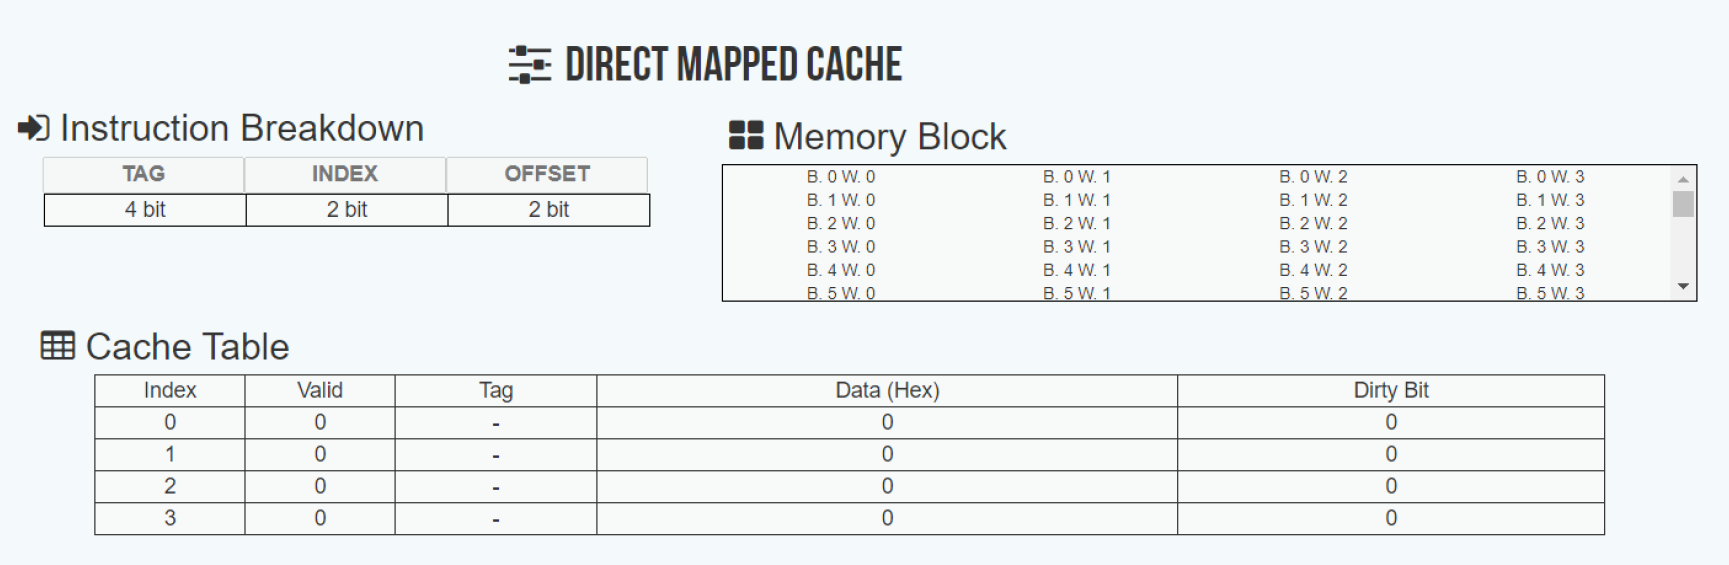 DIRECT MAPPED CACHE
Instruction Breakdown
TAG INDEX OFFSET
4 bit 2 bit 2 bit
Memory Block
B. 0 W. 0 B. 0 W. 1 B. 0 W. 2 B. 0 W. 3
B. 1 W. 0 B. 1 W. 1 B. 1 W. 2 B. 1 W. 3
B. 2 W. 0 B. 2 W. 1 B. 2 W. 2 B. 2 W. 3
B. 3 W. 0 B. 3 W. 1 B. 3 W. 2 B. 3 W. 3
B. 4 W. 0 B. 4 W. 1 B. 4 W. 2 B. 4 W. 3
B. 5 W. 0 B. 5 W. 1 B. 5 W. 2 B. 5 W. 3
Cache Table
Index Valid Tag Data (Hex) Dirty Bit
0 0 - 0 0
1 0 - 0 0
2 0 - 0 0
3 0 - 0 0